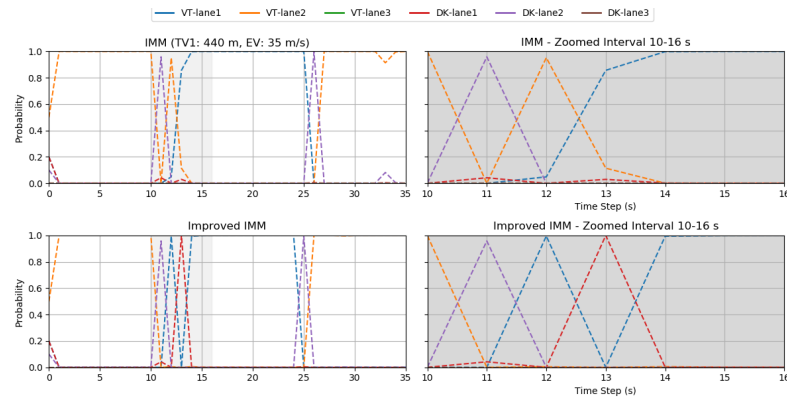 VT-lane1 VT-lane2 VT-lane3 DK-lane1 DK-lane2 DK-lane3
IMM (TV1: 440 m, EV: 35 m/s)
IMM - Zoomed Interval 10-16 s
Probability
1.0
0.8
0.6
0.4
0.2
0.0
0 5 10 15 20 25 30 35
10 11 12 13 14 15 16
Time Step (s)
Improved IMM
Improved IMM - Zoomed Interval 10-16 s
Probability
1.0
0.8
0.6
0.4
0.2
0.0
0 5 10 15 20 25 30 35
Time Step (s)
10 11 12 13 14 15 16
Time Step (s)